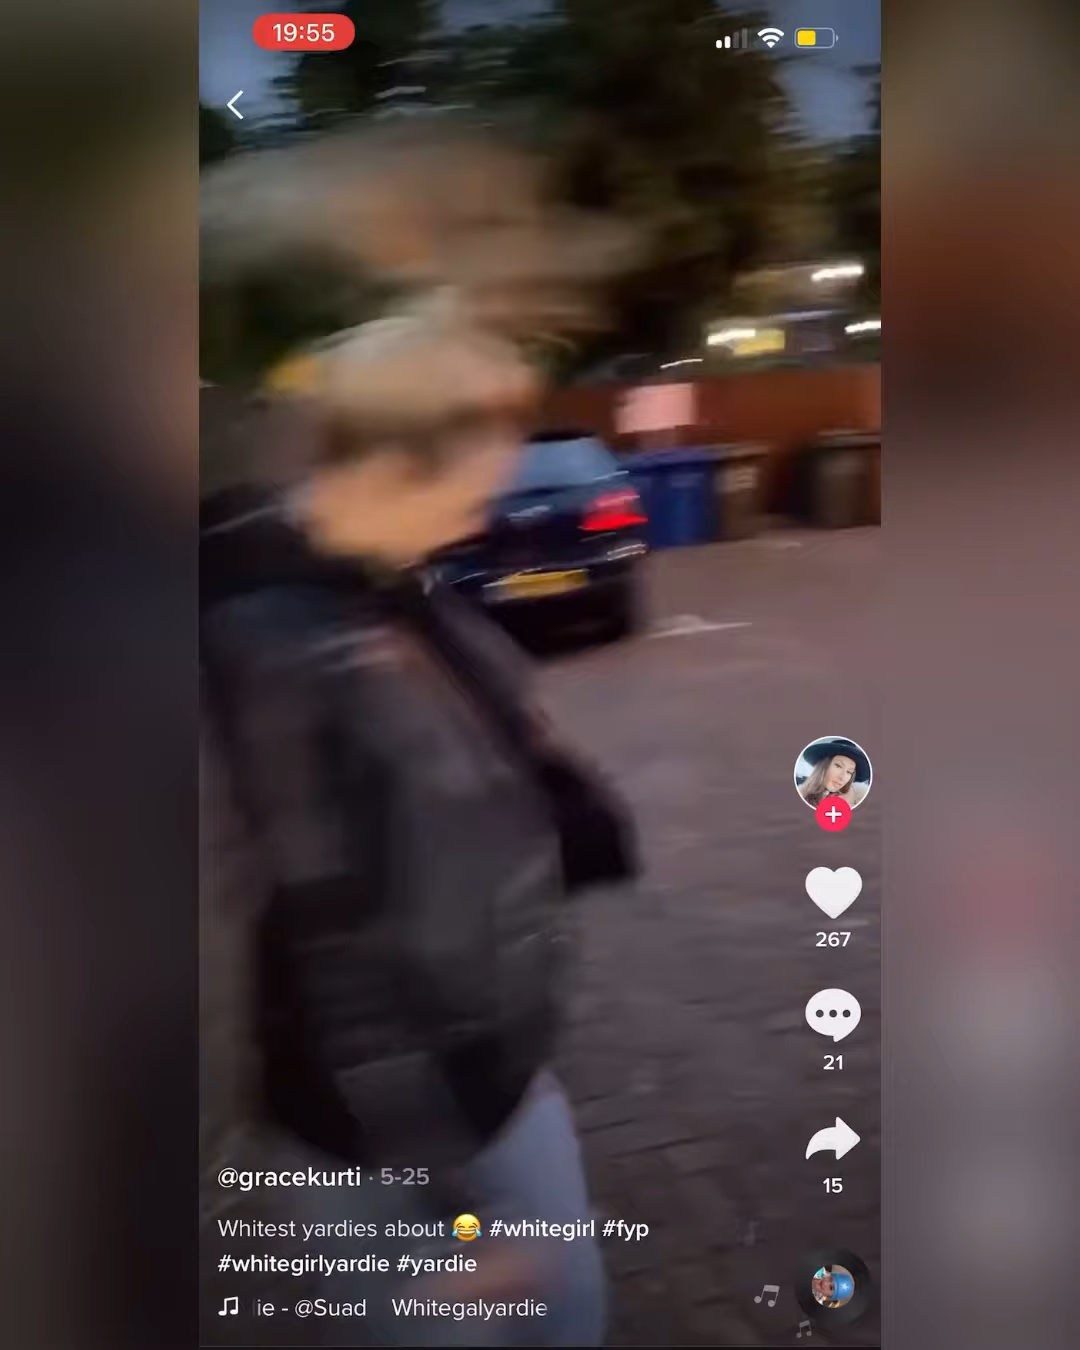 19:55
267
21
15
@gracekurti · 5-25
Whitest yardies about 😂 #whitegirl #fyp
#whitegirlyardie #yardie
ie - @Suad Whitegalyardie